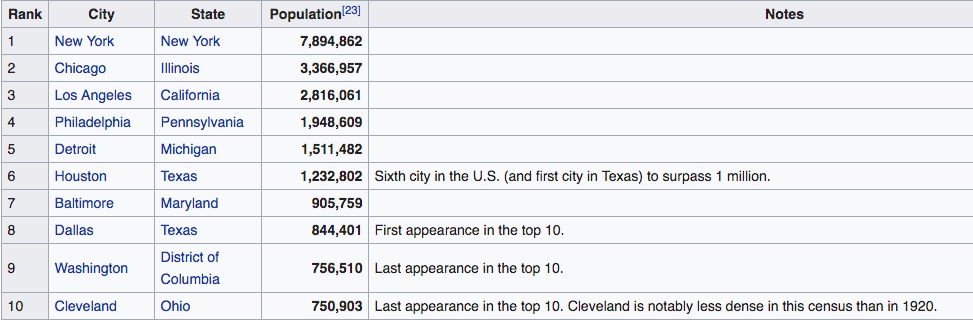 Rank City State Population[23] Notes
1 New York New York 7,894,862
2 Chicago Illinois 3,366,957
3 Los Angeles California 2,816,061
4 Philadelphia Pennsylvania 1,948,609
5 Detroit Michigan 1,511,482
6 Houston Texas 1,232,802 Sixth city in the U.S. (and first city in Texas) to surpass 1 million.
7 Baltimore Maryland 905,759
8 Dallas Texas 844,401 First appearance in the top 10.
9 Washington District of Columbia 756,510 Last appearance in the top 10.
10 Cleveland Ohio 750,903 Last appearance in the top 10. Cleveland is notably less dense in this census than in 1920.